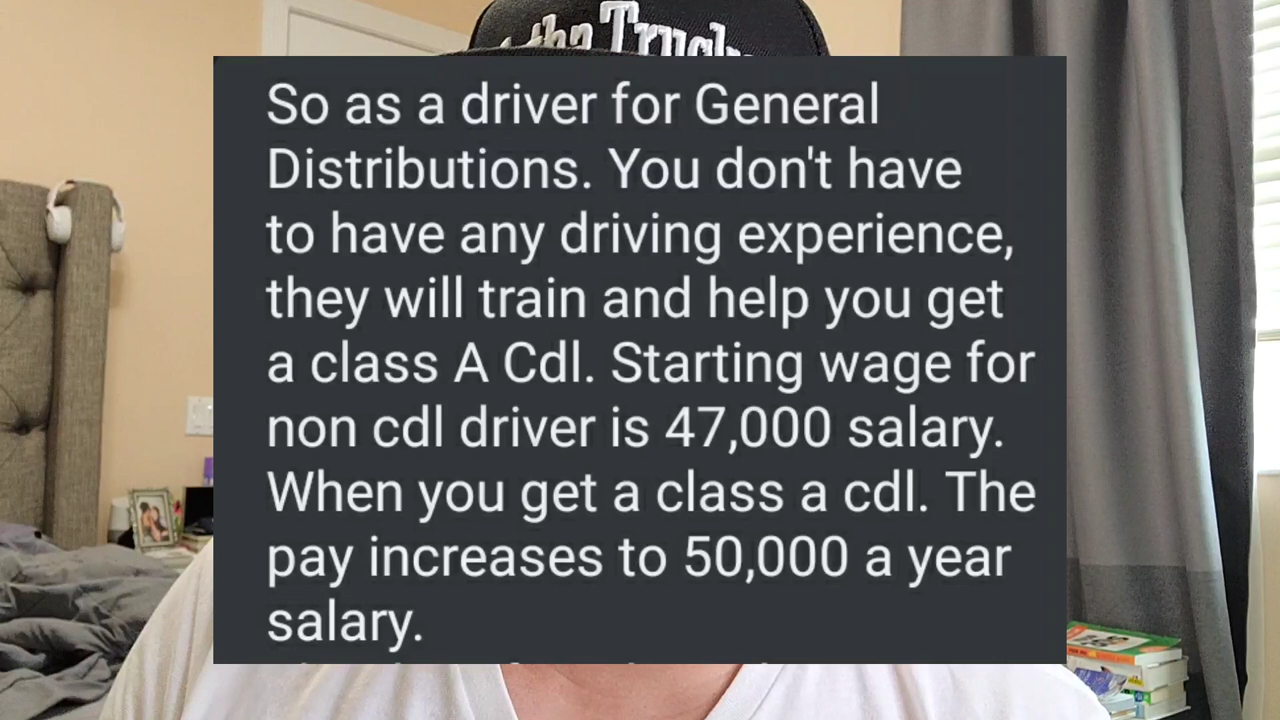 tha
So as a driver for General
Distributions. You don't have
to have any driving experience,
they will train and help you get
a class A Cdl. Starting wage for
non cdl driver is 47,000 salary.
When you get a class a cdl. The
pay increases to 50,000 a year
salary.